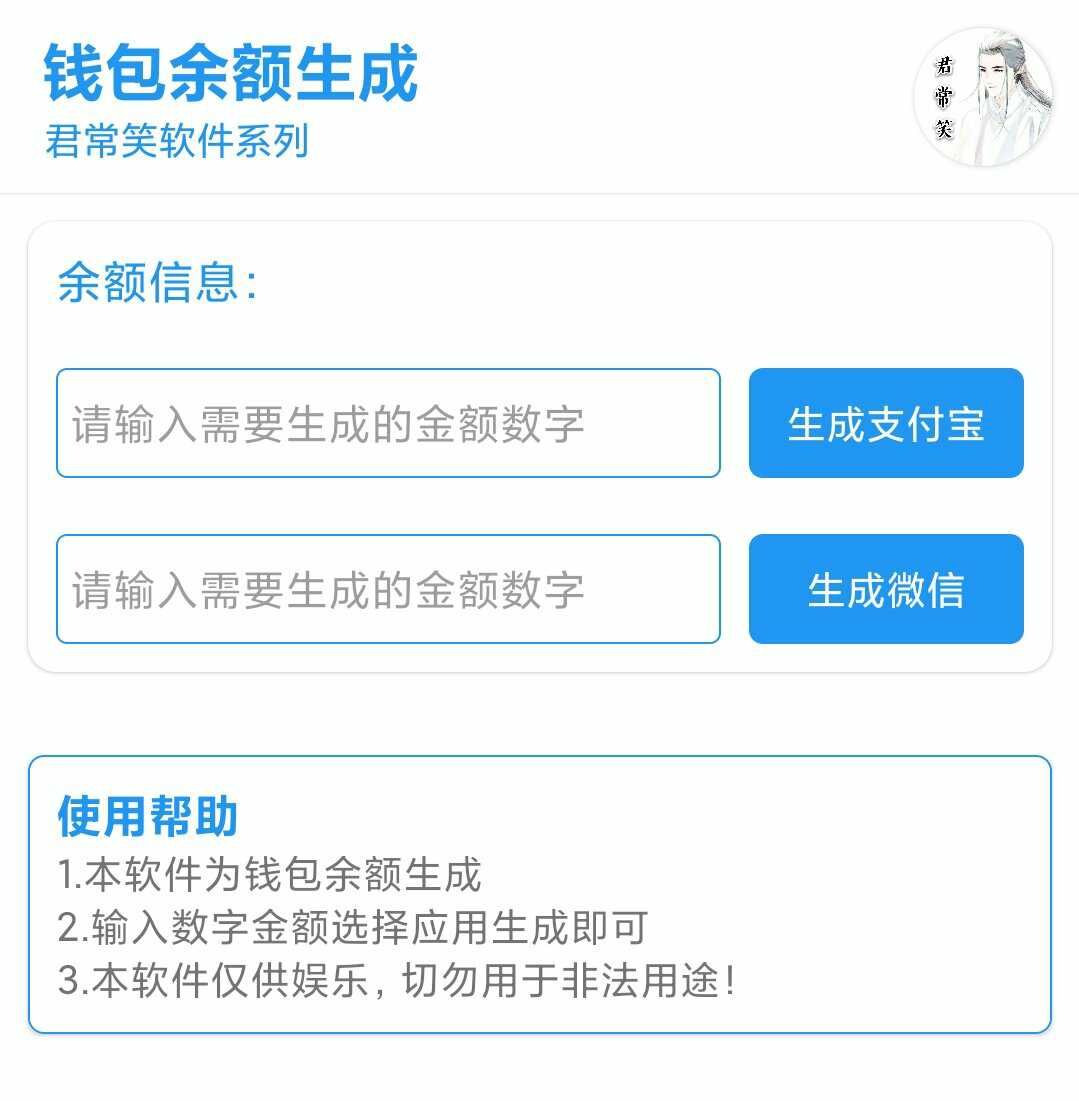 钱包余额生成
君常笑软件系列
君常笑
余额信息：
请输入需要生成的金额数字
生成支付宝
请输入需要生成的金额数字
生成微信
使用帮助
1.本软件为钱包余额生成
2.输入数字金额选择应用生成即可
3.本软件仅供娱乐，切勿用于非法用途！